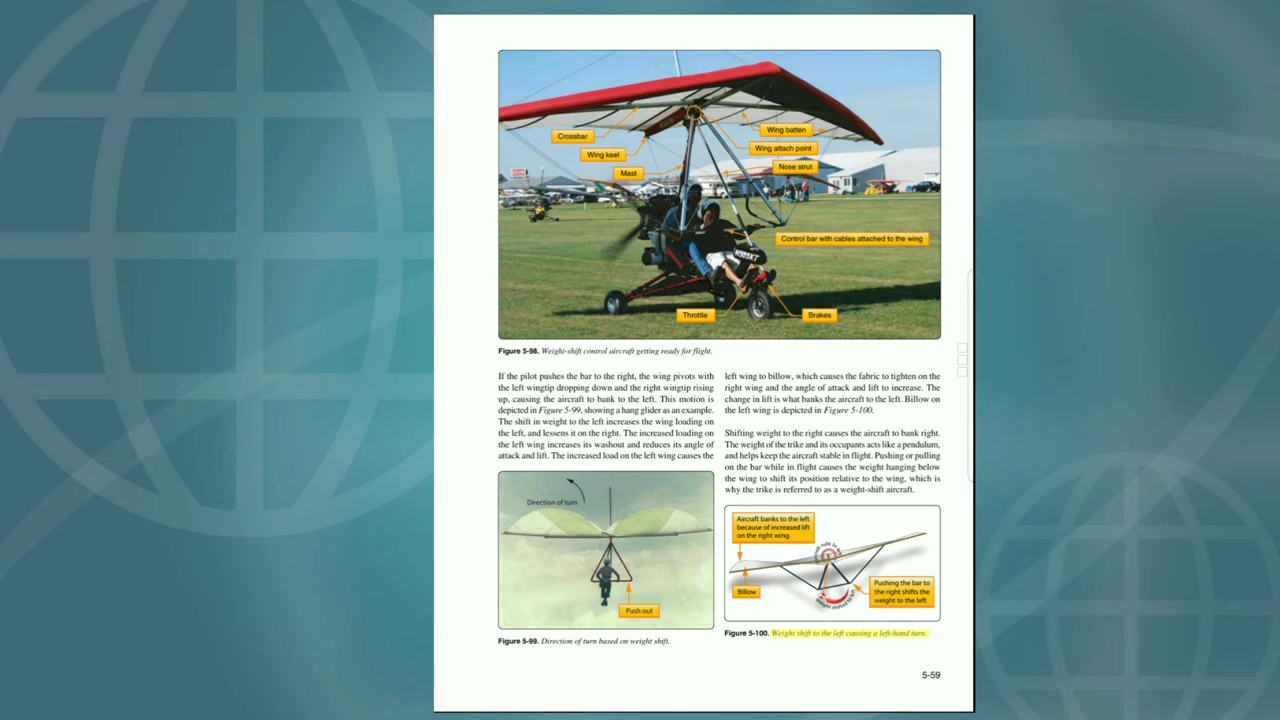 Crossbar
Wing keel
Mast
Wing batten
Wing attach point
Nose strut
Control bar with cables attached to the wing
N509XT
Throttle
Brakes
Figure 5-98. Weight-shift control aircraft getting ready for flight.
If the pilot pushes the bar to the right, the wing pivots with
the left wingtip dropping down and the right wingtip rising
up, causing the aircraft to bank to the left. This motion is
depicted in Figure 5-99, showing a hang glider as an example.
The shift in weight to the left increases the wing loading on
the left, and lessens it on the right. The increased loading on
the left wing increases its washout and reduces its angle of
attack and lift. The increased load on the left wing causes the
Direction of turn
Push out
Figure 5-99. Direction of turn based on weight shift.
left wing to billow, which causes the fabric to tighten on the
right wing and the angle of attack and lift to increase. The
change in lift is what banks the aircraft to the left. Billow on
the left wing is depicted in Figure 5-100.
Shifting weight to the right causes the aircraft to bank right.
The weight of the trike and its occupants acts like a pendulum,
and helps keep the aircraft stable in flight. Pushing or pulling
on the bar while in flight causes the weight hanging below
the wing to shift its position relative to the wing, which is
why the trike is referred to as a weight-shift aircraft.
Aircraft banks to the left
because of increased lift
on the right wing
Billow
Weight shifted to left
Pushing the bar to
the right shifts the
weight to the left
Figure 5-100. Weight shift to the left causing a left-hand turn.
5-59